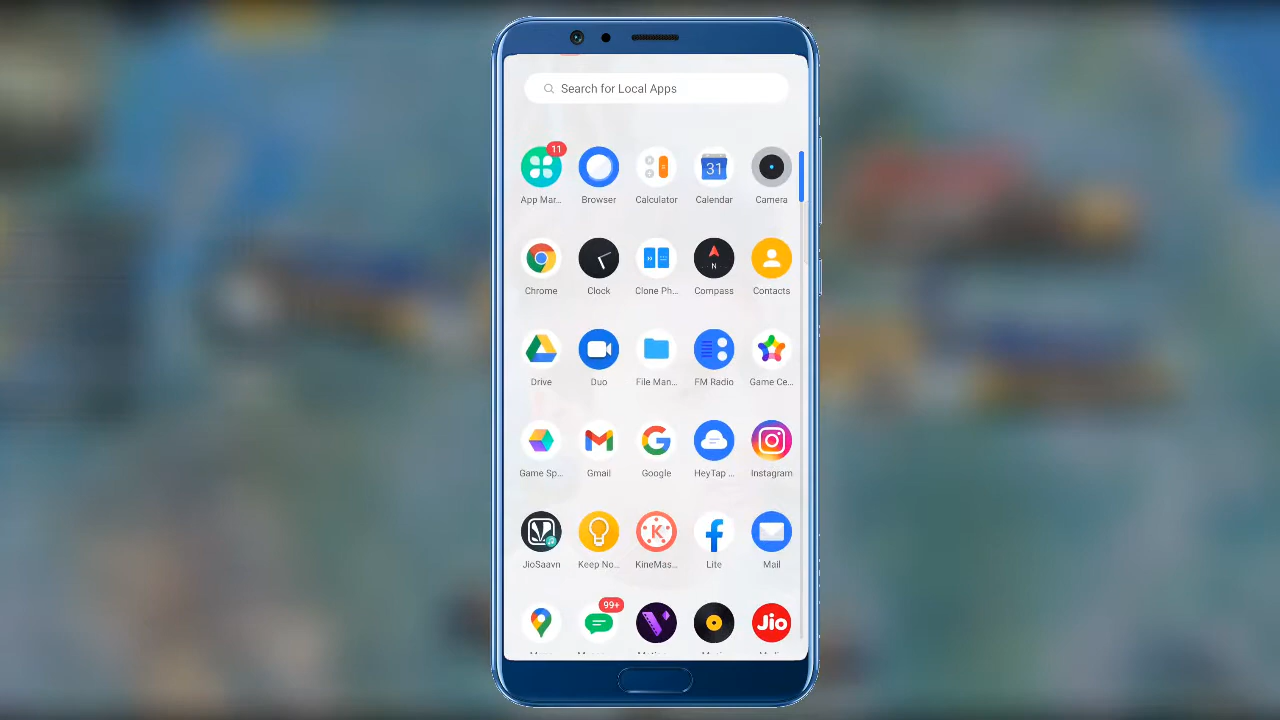 Search for Local Apps
11
31
App Mar...
Browser
Calculator
Calendar
Camera
N
Chrome
Clock
Clone Ph...
Compass
Contacts
Drive
Duo
File Man...
FM Radio
Game Ce...
G
Game Sp...
Gmail
Google
HeyTap ...
Instagram
K
f
JioSaavn
Keep No...
KineMas...
Lite
Mail
99+
Jio